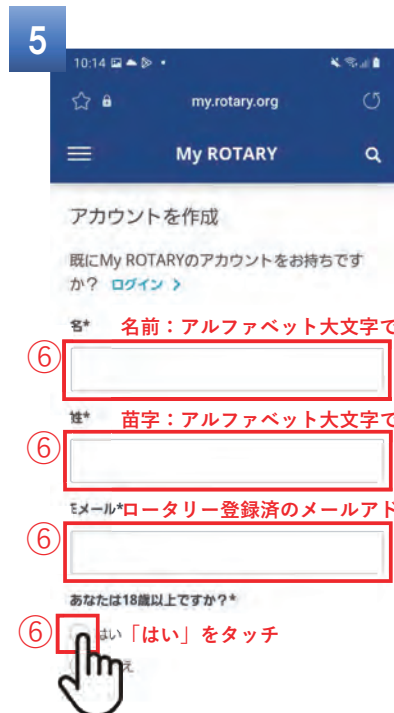 5
10:14
my.rotary.org
My ROTARY
アカウントを作成
既にMy ROTARYのアカウントをお持ちです
か? ログイン >
名* 名前：アルファベット大文字で
⑥
姓* 苗字：アルファベット大文字で
⑥
Eメール*ロータリー登録済のメールアド
⑥
あなたは18歳以上ですか?*
⑥ はい「はい」をタッチ
え